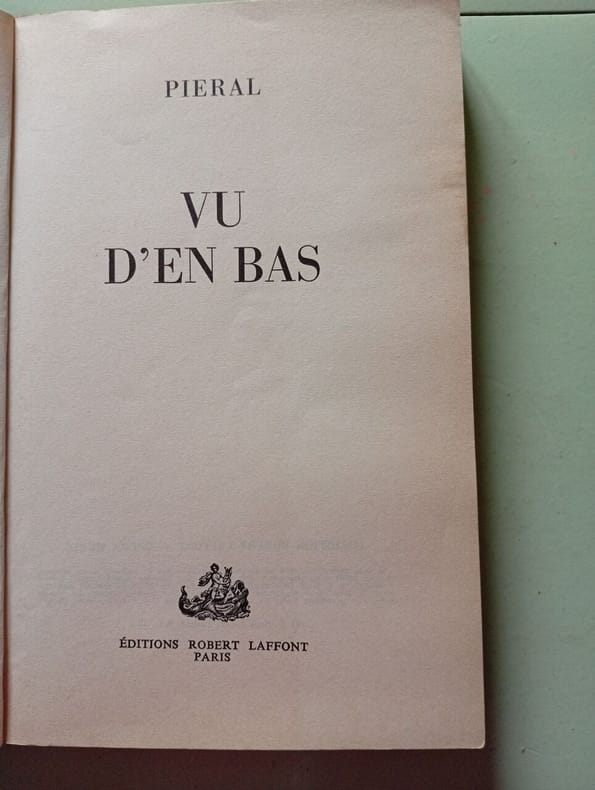 PIERAL
VU
D'EN BAS
ÉDITIONS ROBERT LAFFONT
PARIS